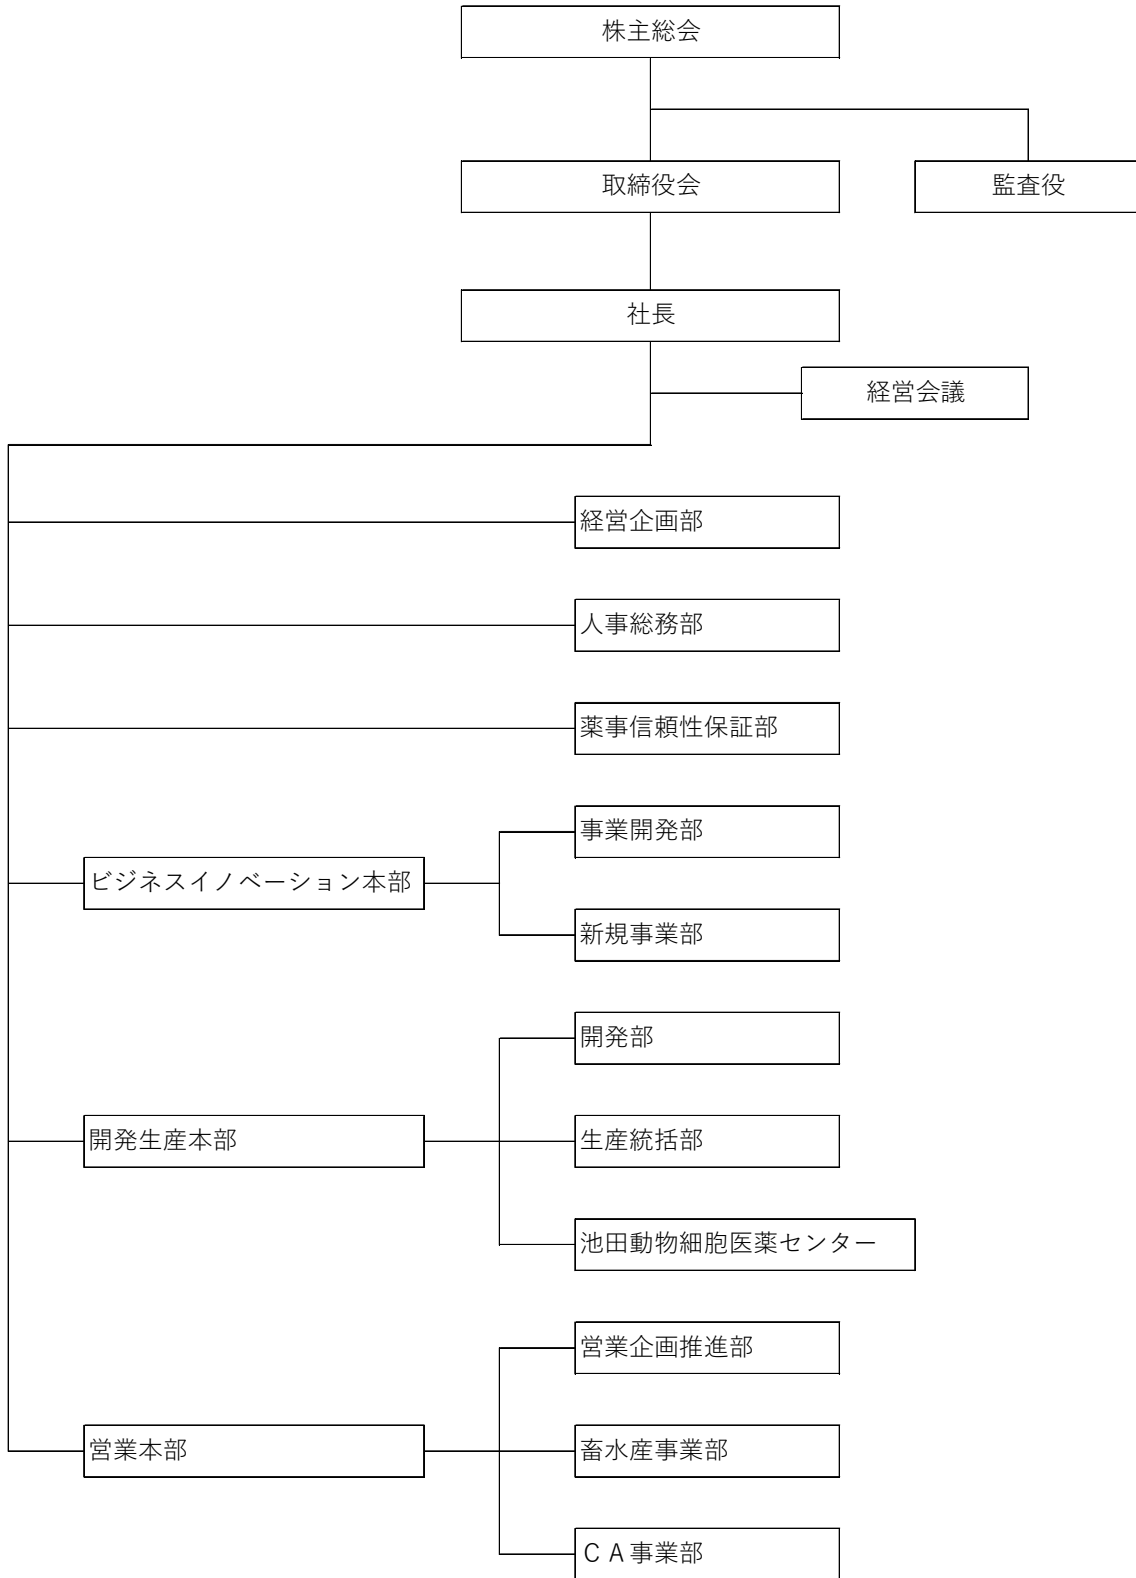 株主総会
取締役会
監査役
社長
経営会議
経営企画部
人事総務部
薬事信頼性保証部
事業開発部
ビジネスイノベーション本部
新規事業部
開発部
開発生産本部
生産統括部
池田動物細胞医薬センター
営業企画推進部
営業本部
畜水産事業部
ＣＡ事業部